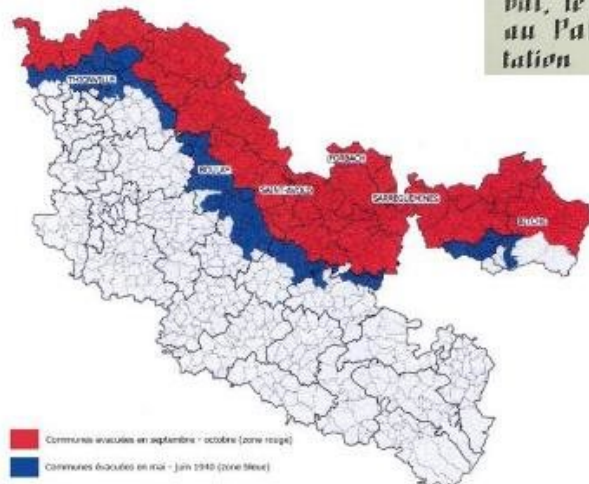 au Pa
tation
THIONVILLE
BOULAY
FORBACH
SAINT-AVOLD
SARREGUEMINES
BITCHE
Communes évacuées en septembre - octobre (zone rouge)
Communes évacuées en mai - juin 1940 (zone bleue)